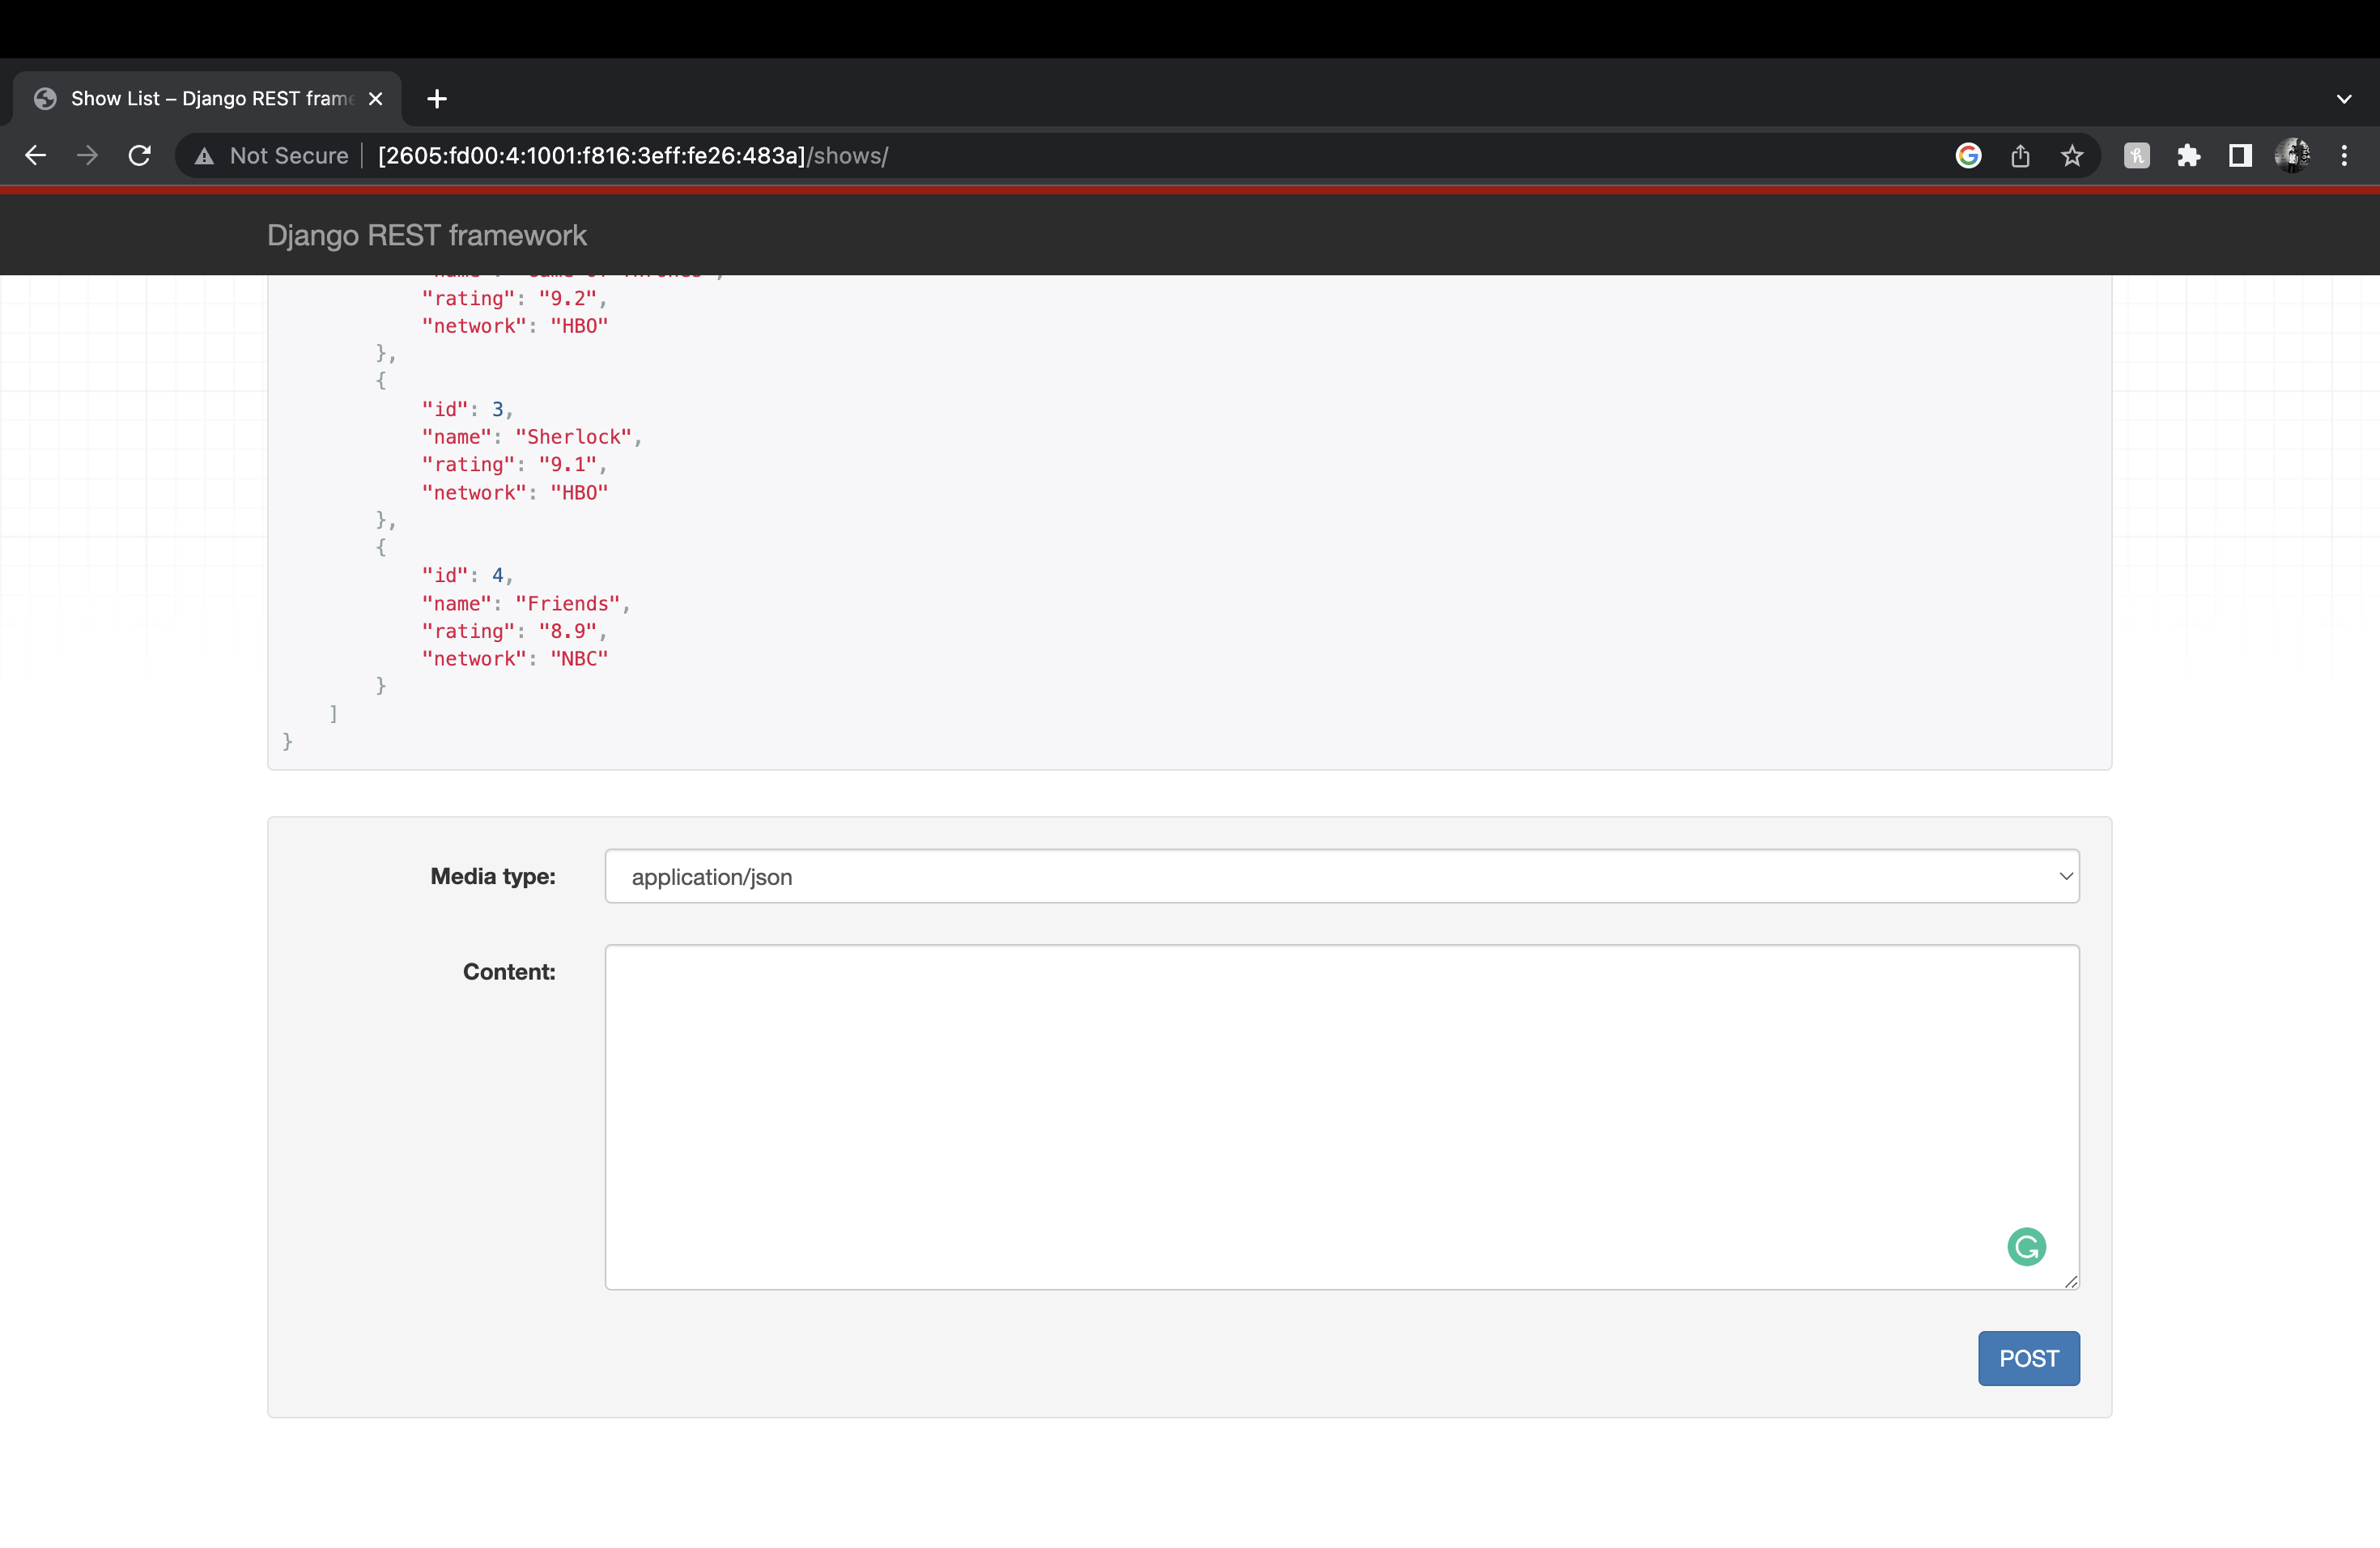 Show List – Django REST frame
Not Secure | [2605:fd00:4:1001:f816:3eff:fe26:483a]/shows/
Django REST framework
"rating": "9.2",
"network": "HBO"
},
{
"id": 3,
"name": "Sherlock",
"rating": "9.1",
"network": "HBO"
},
{
"id": 4,
"name": "Friends",
"rating": "8.9",
"network": "NBC"
}
]
}
Media type:
application/json
Content:
POST